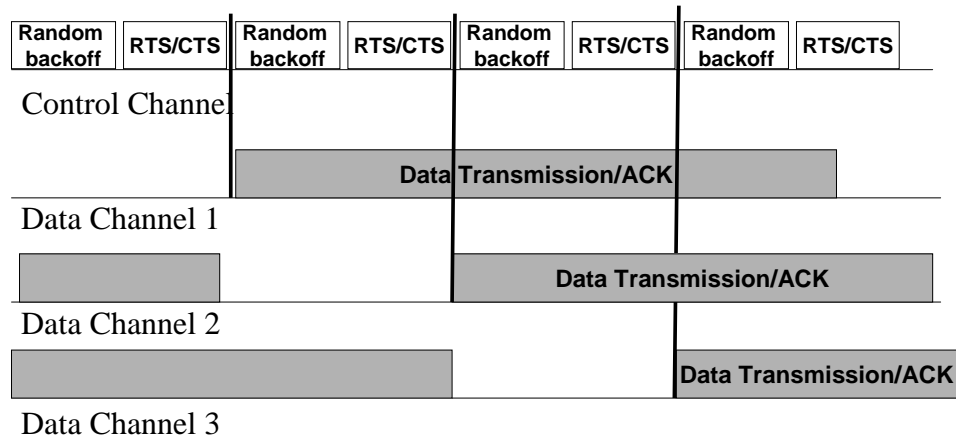 Random backoff
RTS/CTS
Random backoff
RTS/CTS
Random backoff
RTS/CTS
Random backoff
RTS/CTS
Control Channel
Data Transmission/ACK
Data Channel 1
Data Transmission/ACK
Data Channel 2
Data Transmission/ACK
Data Channel 3